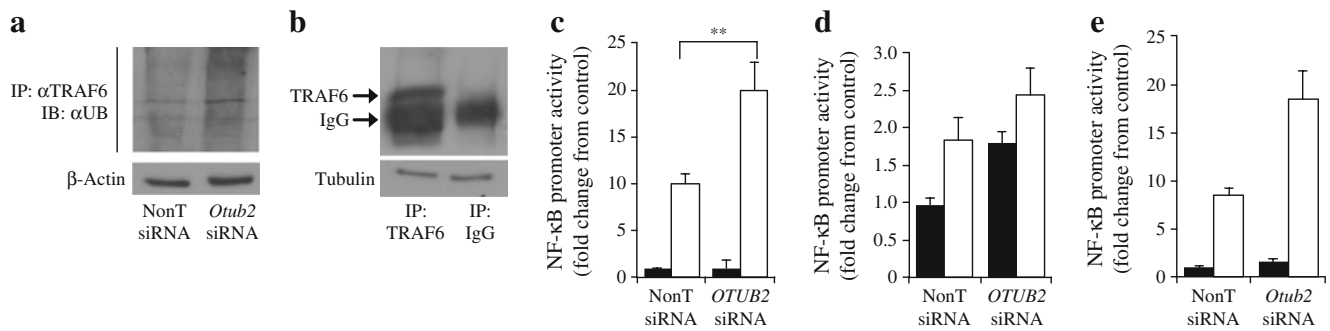 a
IP: αTRAF6
IB: αUB
β-Actin
NonT
siRNA
Otub2
siRNA
b
TRAF6
IgG
Tubulin
IP:
TRAF6
IP:
IgG
c
NF-κB promoter activity
(fold change from control)
25
20
15
10
5
0
**
NonT
siRNA
OTUB2
siRNA
d
NF-κB promoter activity
(fold change from control)
3.0
2.5
2.0
1.5
1.0
0.5
0
NonT
siRNA
OTUB2
siRNA
e
NF-κB promoter activity
(fold change from control)
25
20
15
10
5
0
NonT
siRNA
Otub2
siRNA